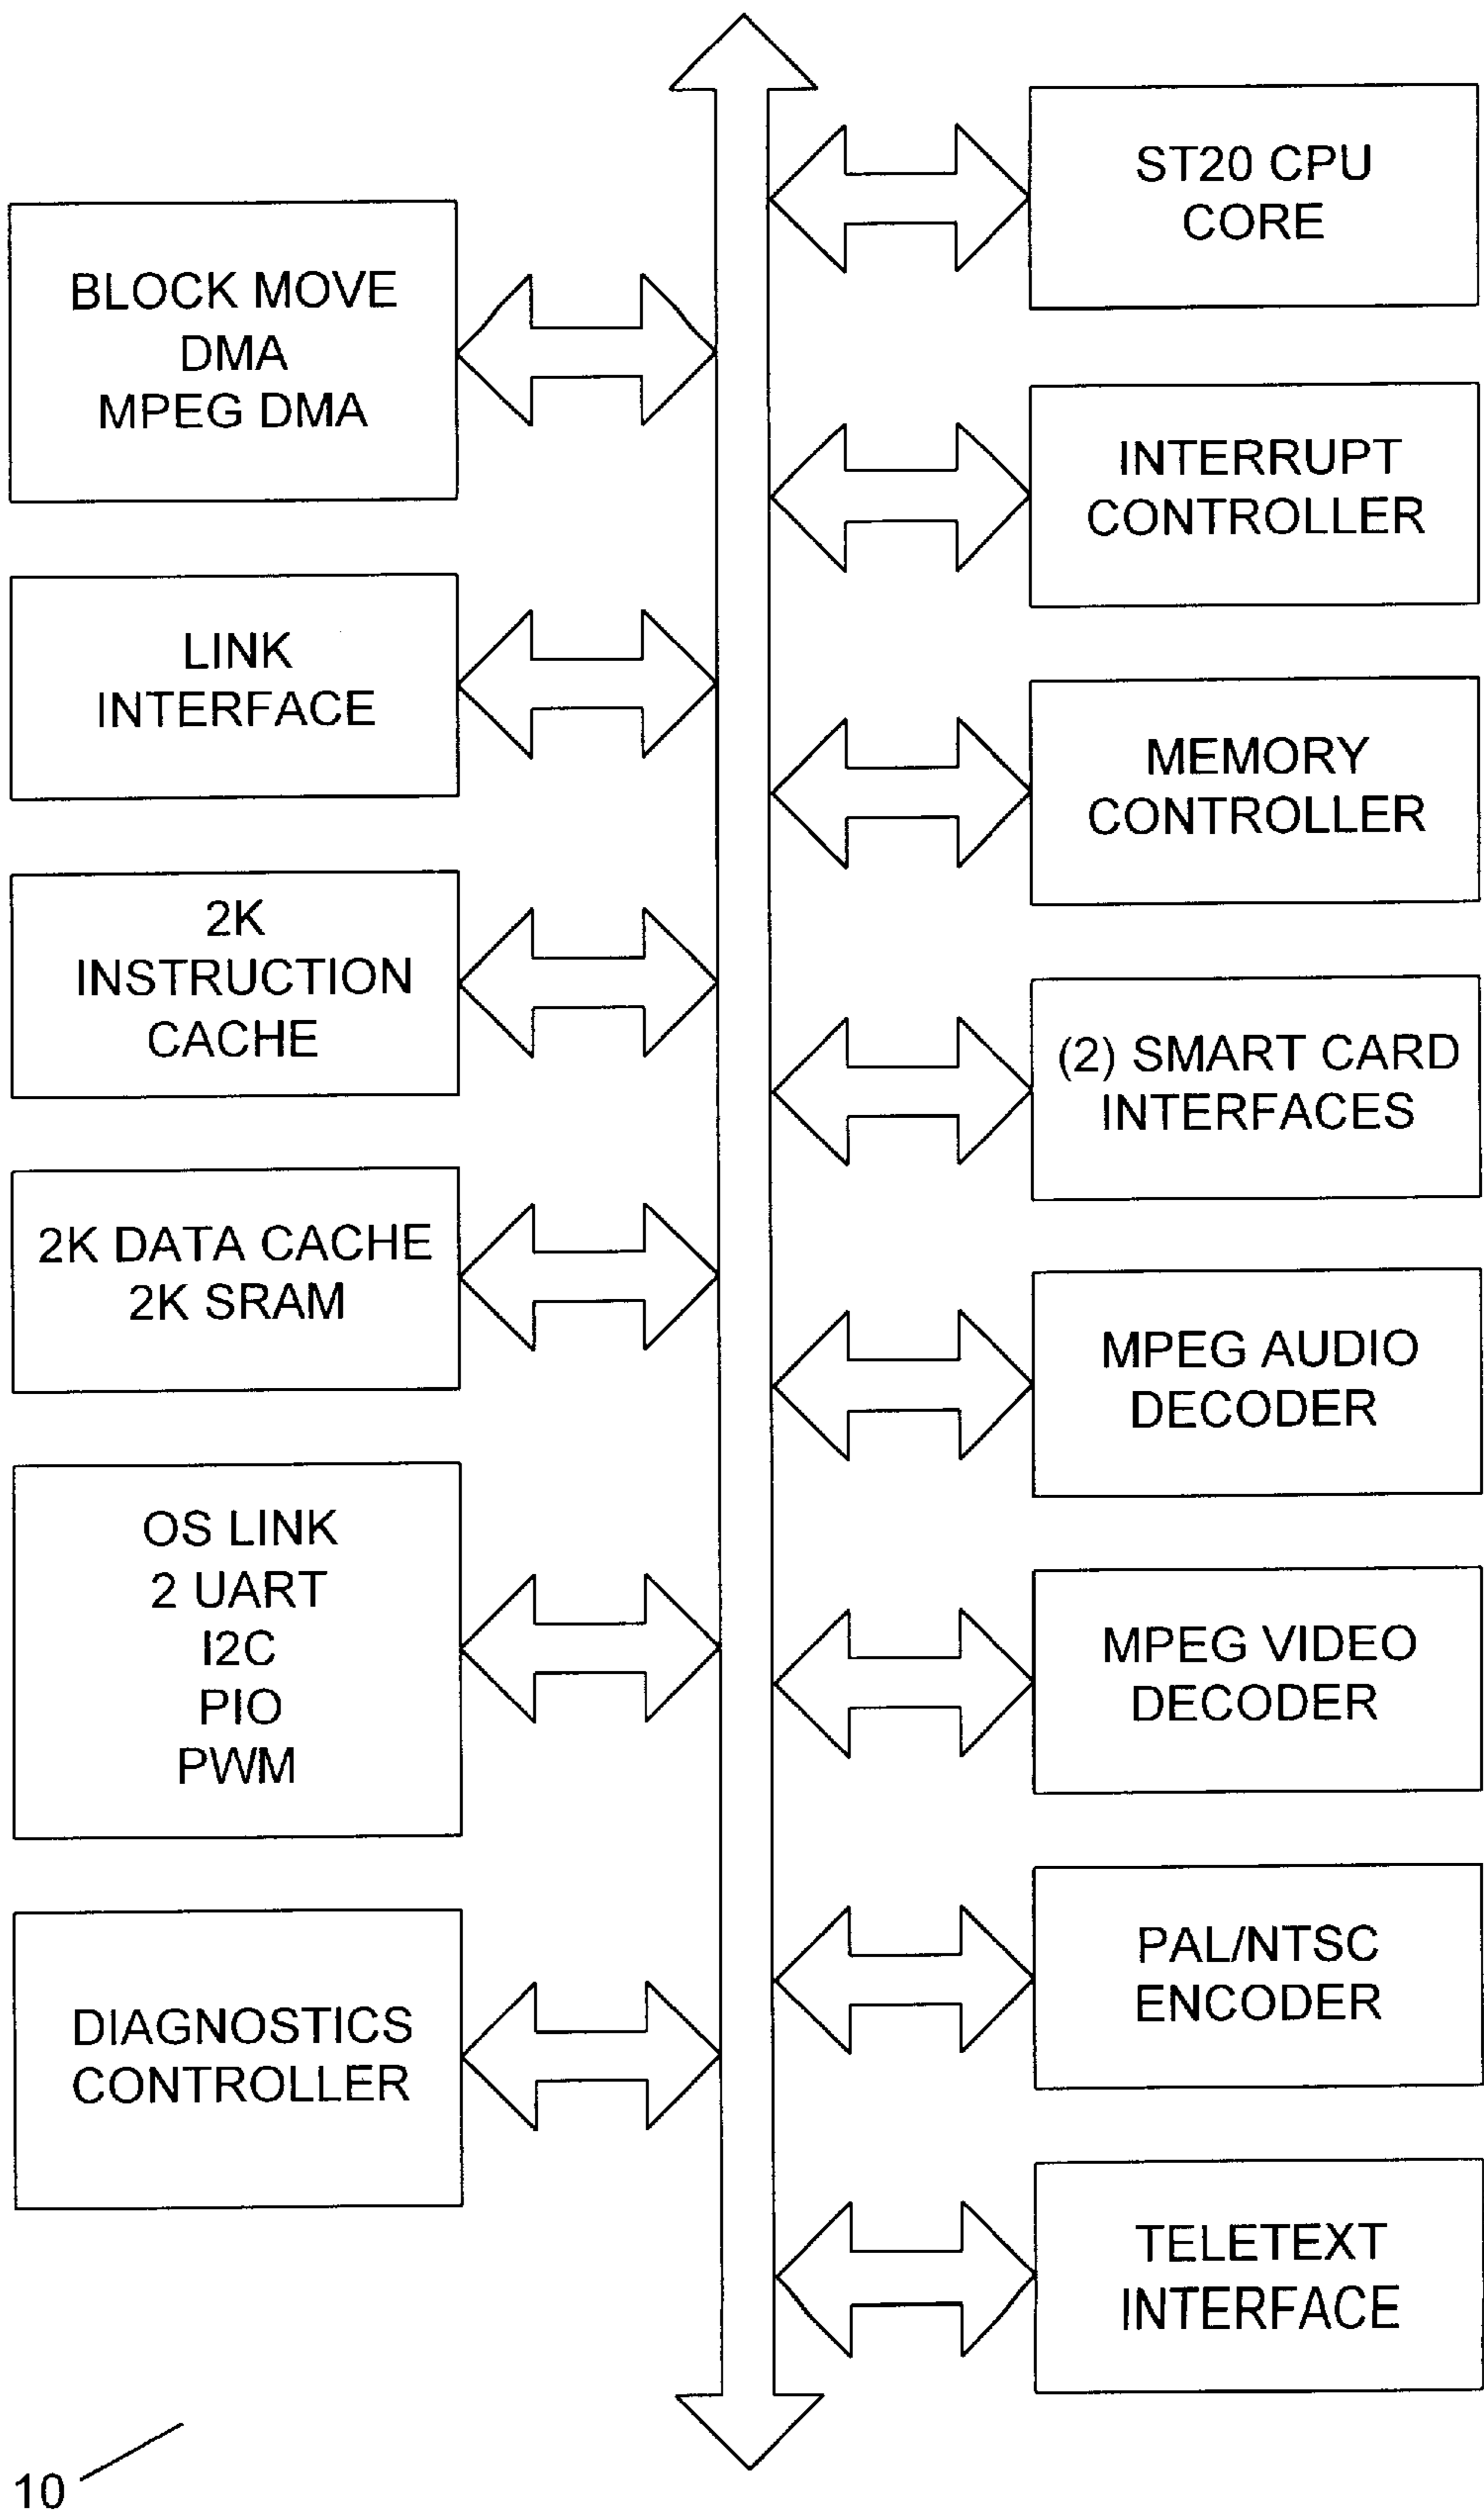 BLOCK MOVE
DMA
MPEG DMA
LINK
INTERFACE
2K
INSTRUCTION
CACHE
2K DATA CACHE
2K SRAM
OS LINK
2 UART
I2C
PIO
PWM
DIAGNOSTICS
CONTROLLER
ST20 CPU
CORE
INTERRUPT
CONTROLLER
MEMORY
CONTROLLER
(2) SMART CARD
INTERFACES
MPEG AUDIO
DECODER
MPEG VIDEO
DECODER
PAL/NTSC
ENCODER
TELETEXT
INTERFACE
10